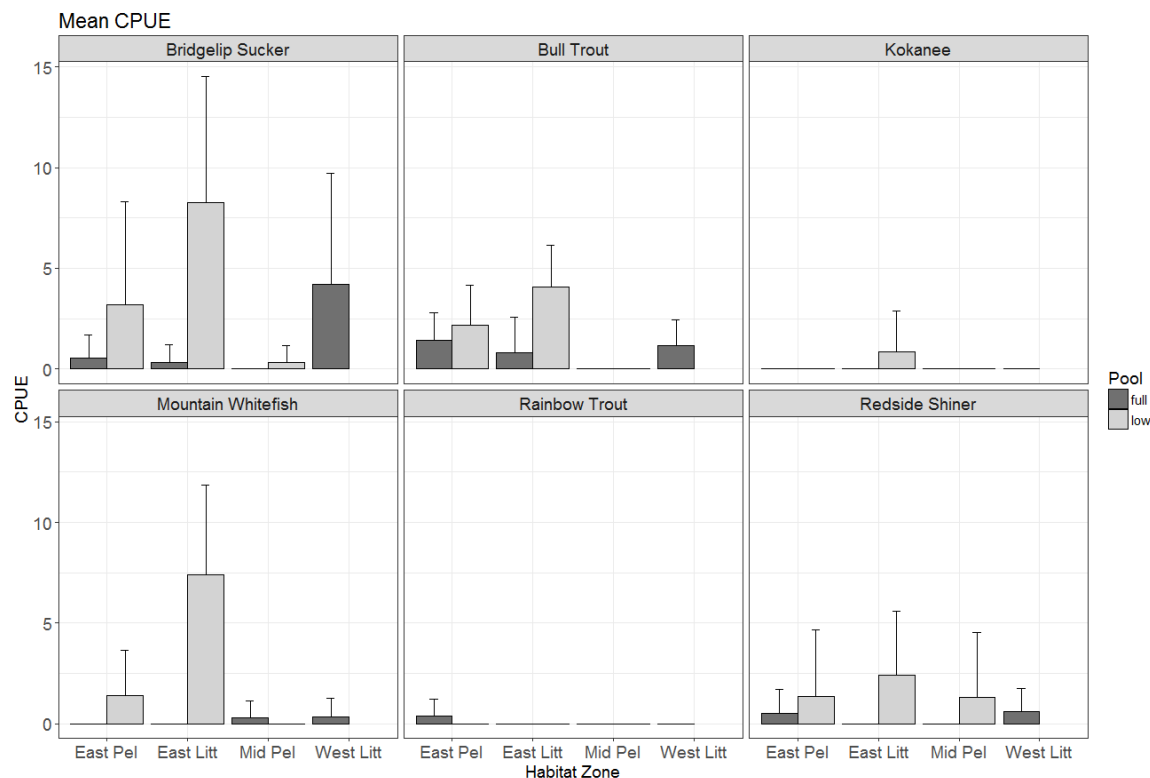 Mean CPUE
Bridgelip Sucker
Bull Trout
Kokanee
15
10
5
0
Mountain Whitefish
Rainbow Trout
Redside Shiner
15
10
5
0
CPUE
East Pel East Litt Mid Pel West Litt
East Pel East Litt Mid Pel West Litt
East Pel East Litt Mid Pel West Litt
Habitat Zone
Pool
full
low